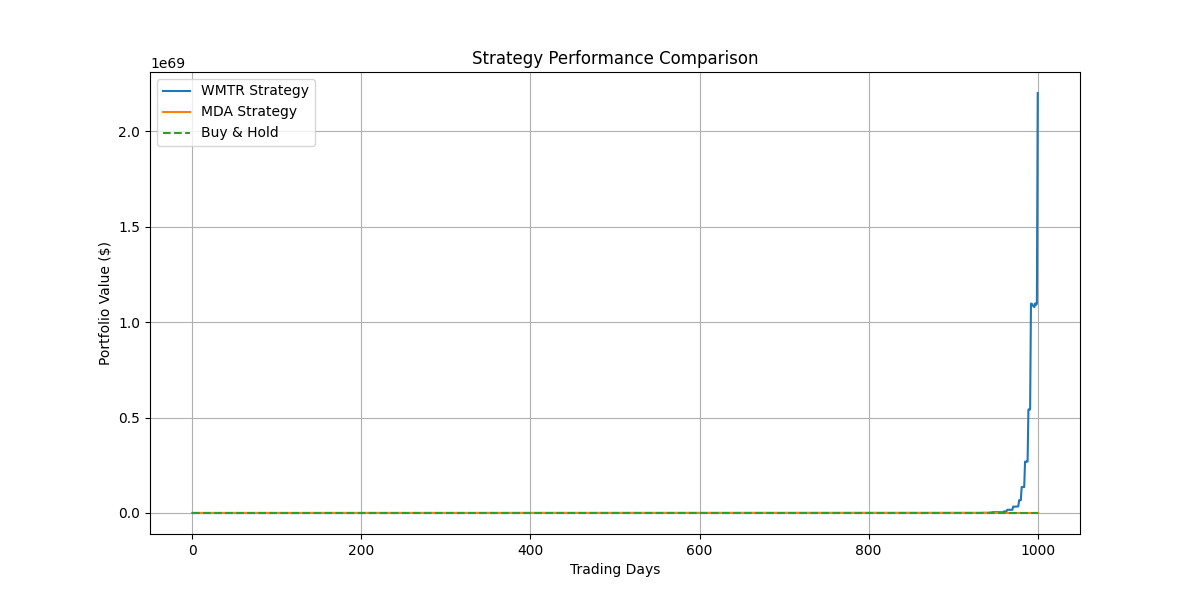 Strategy Performance Comparison
1e69
WMTR Strategy
MDA Strategy
Buy & Hold
2.0
1.5
1.0
0.5
0.0
Portfolio Value ($)
0 200 400 600 800 1000
Trading Days